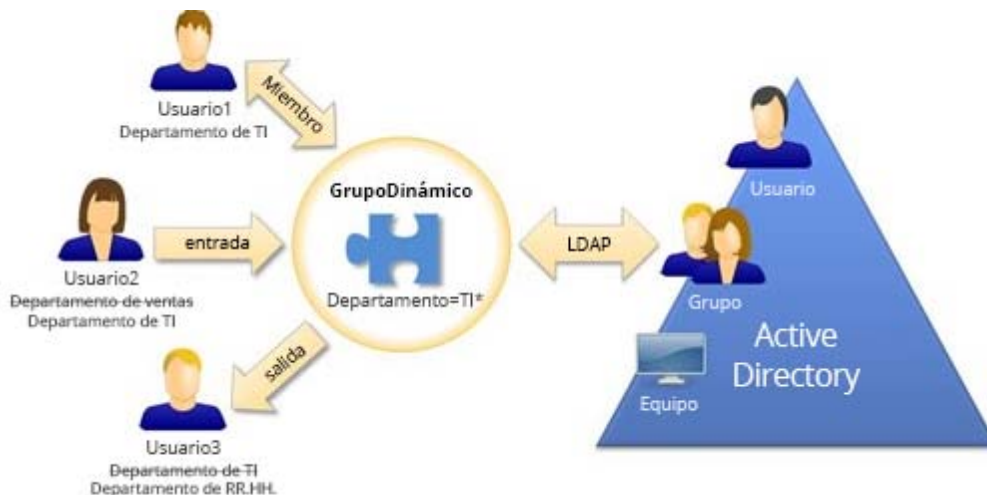 Usuario1
Departamento de TI
Miembro
GrupoDinámico
Departamento=TI*
entrada
Usuario2
Departamento de ventas
Departamento de TI
salida
Usuario3
Departamento de TI
Departamento de RR.HH.
LDAP
Usuario
Grupo
Equipo
Active
Directory